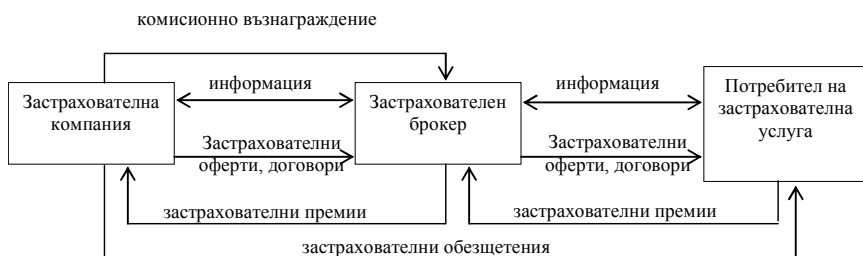 комисионно възнаграждение
информация
информация
Застрахователна
компания
Застрахователен
брокер
Потребител на
застрахователна
услуга
Застрахователни
оферти, договори
Застрахователни
оферти, договори
застрахователни премии
застрахователни премии
застрахователни обезщетения